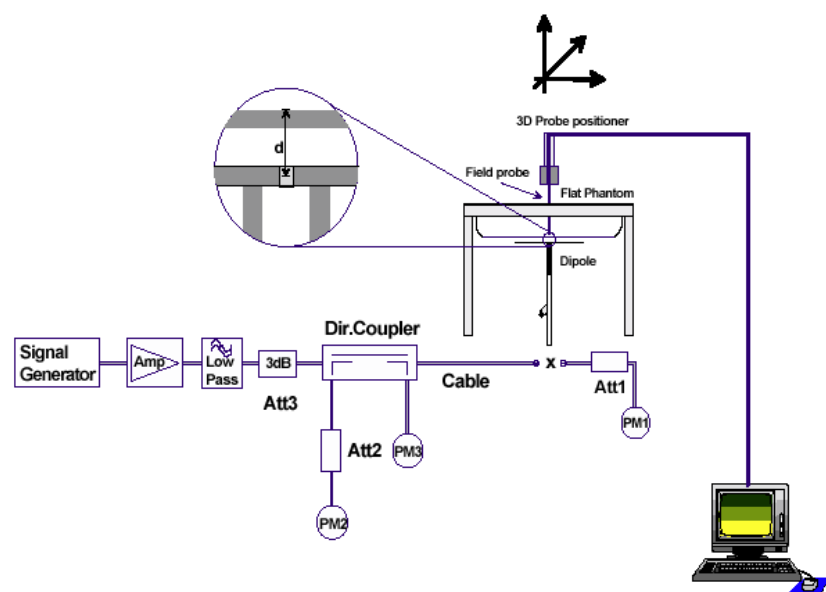 3D Probe positioner
d
Field probe
Flat Phantom
Dipole
Dir.Coupler
Signal
Generator
Amp
Low
Pass
3dB
Att3
Cable
x
Att1
PM1
Att2
PM3
PM2